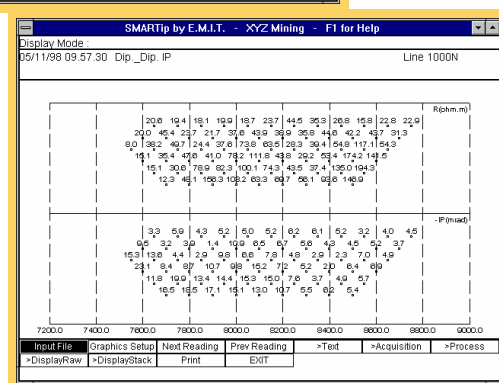 SMARTip by E.M.I.T. - XYZ Mining - F1 for Help
Display Mode :
05/11/98 09.57.30 Dip._Dip. IP Line 1000N
R(ohm.m)
20.6 19.4 18.1 19.9 18.7 23.7 44.5 35.3 26.8 15.8 22.8 22.9
20.0 45.4 23.7 21.7 37.6 43.9 38.9 35.8 44.6 42.2 43.7 31.3
8.0 38.2 49.7 24.4 37.6 73.8 63.5 28.3 39.4 54.8 117.1 54.3
15.1 35.4 47.6 41.0 78.2 111.8 43.8 29.2 53.4 174.2 141.5
15.1 30.6 78.9 82.3 100.1 74.3 43.5 37.4 135.0 194.3
12.3 48.1 156.3 108.2 63.3 69.7 56.1 93.6 146.9
- IP(mrad)
3.3 5.9 4.3 5.2 5.0 5.2 6.2 6.1 5.2 3.2 4.0 4.5
9.5 3.2 3.9 1.4 10.9 6.5 6.7 5.6 4.3 4.5 5.2 3.7
15.3 13.6 4.4 2.9 9.8 6.6 7.8 4.8 2.9 2.3 7.0 4.9
23.1 8.4 8.7 10.7 9.8 15.2 7.2 5.2 2.0 6.4 6.9
11.8 19.9 13.4 14.4 15.3 15.0 7.6 3.7 4.9 5.7
16.5 18.5 17.1 15.1 13.0 10.7 5.5 6.2 5.4
7200.0 7400.0 7600.0 7800.0 8000.0 8200.0 8400.0 8600.0 8800.0 9000.0
Input File Graphics Setup Next Reading Prev Reading >Text >Acquisition >Process
>DisplayRaw >DisplayStack Print EXIT